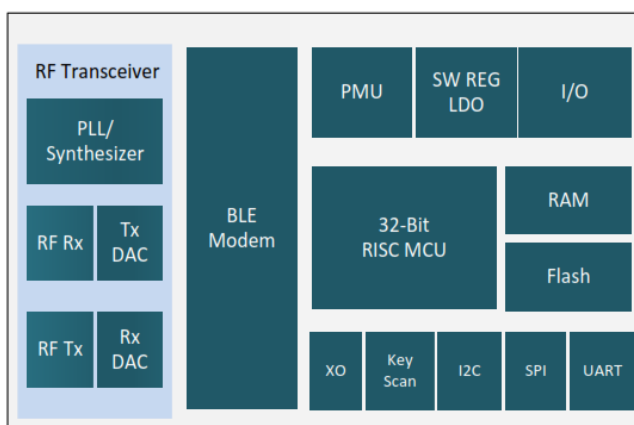 RF Transceiver
PLL/
Synthesizer
RF Rx
Tx
DAC
RF Tx
Rx
DAC
BLE
Modem
PMU
SW REG
LDO
I/O
32-Bit
RISC MCU
RAM
Flash
XO
Key
Scan
I2C
SPI
UART